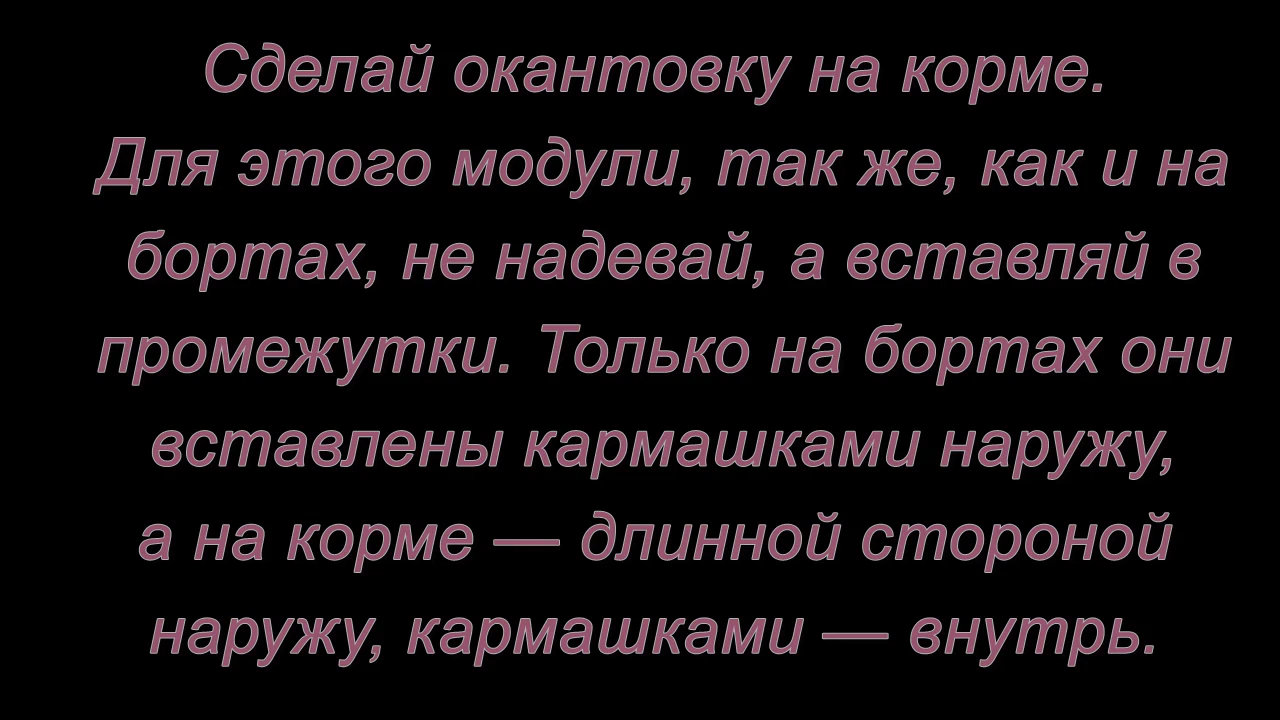 Сделай окантовку на корме.
Для этого модули, так же, как и на
бортах, не надевай, а вставляй в
промежутки. Только на бортах они
вставлены кармашками наружу,
а на корме — длинной стороной
наружу, кармашками — внутрь.